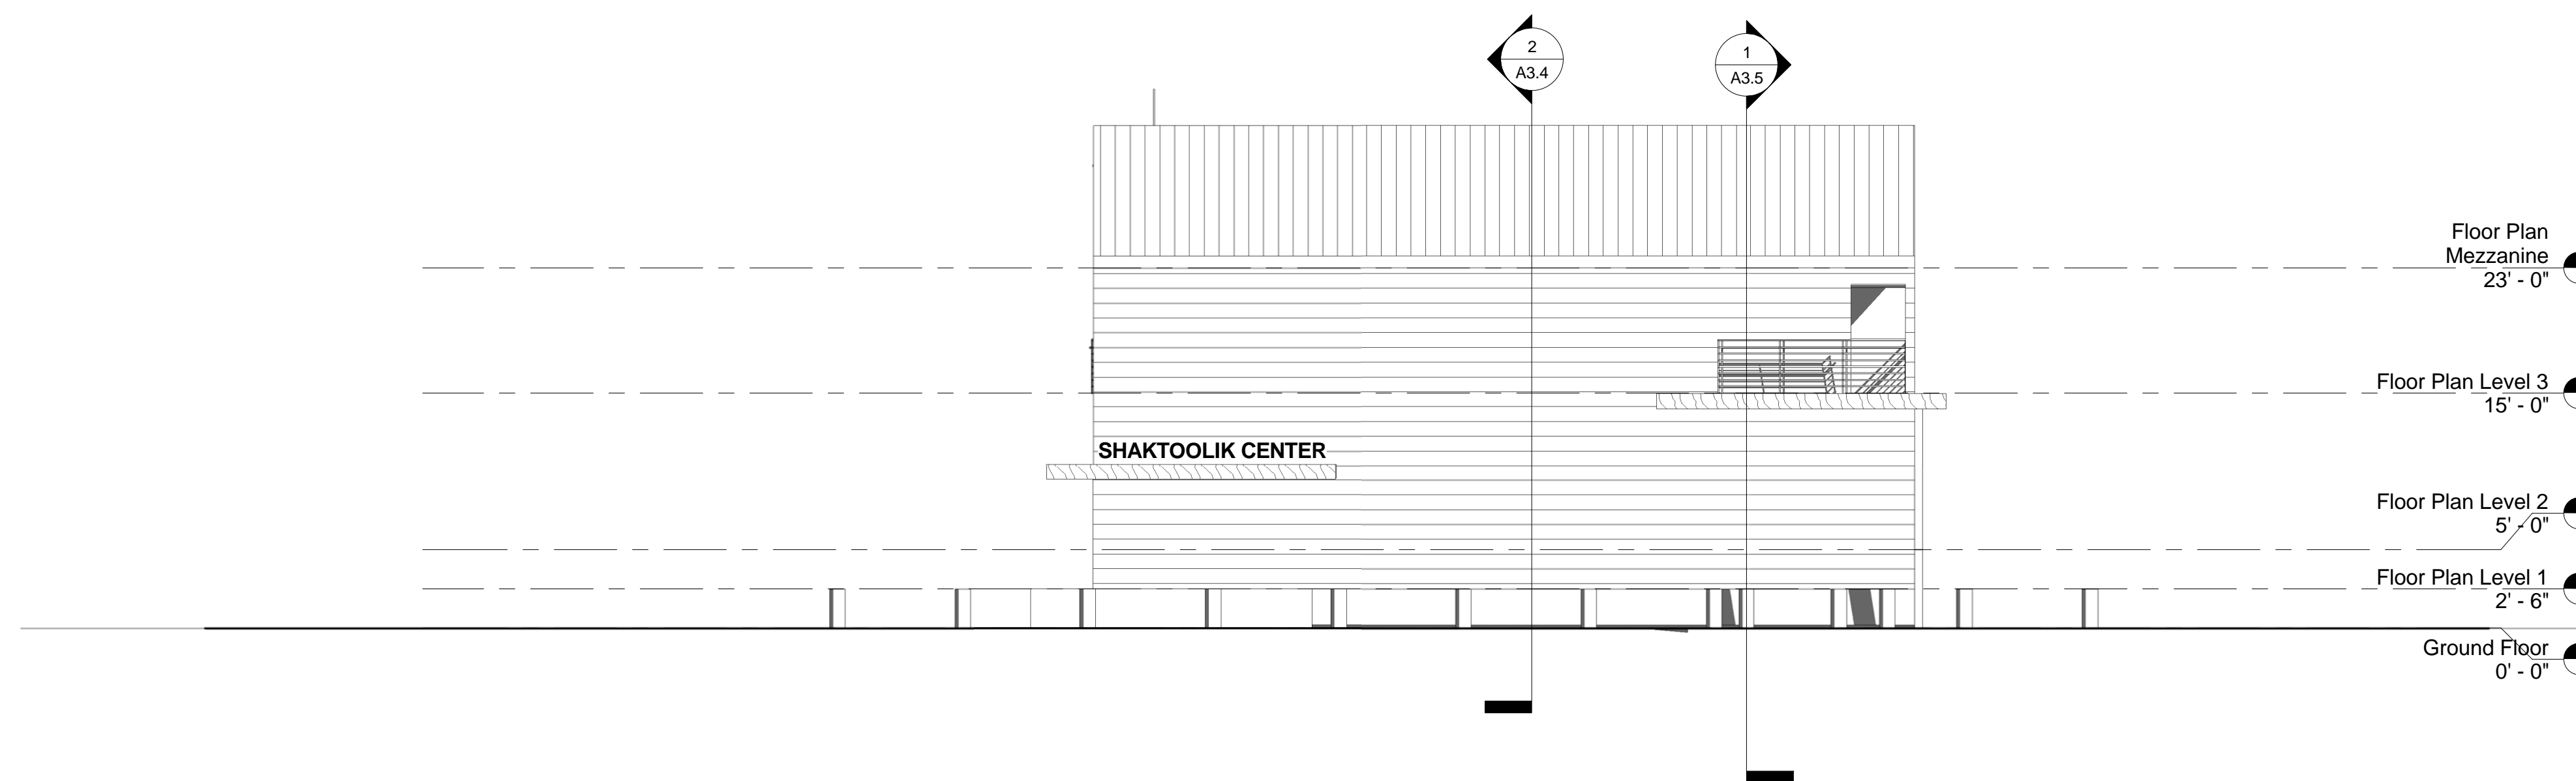 2
A3.4
1
A3.5
Floor Plan
Mezzanine
23' - 0"
Floor Plan Level 3
15' - 0"
SHAKTOOLIK CENTER
Floor Plan Level 2
5' - 0"
Floor Plan Level 1
2' - 6"
Ground Floor
0' - 0"